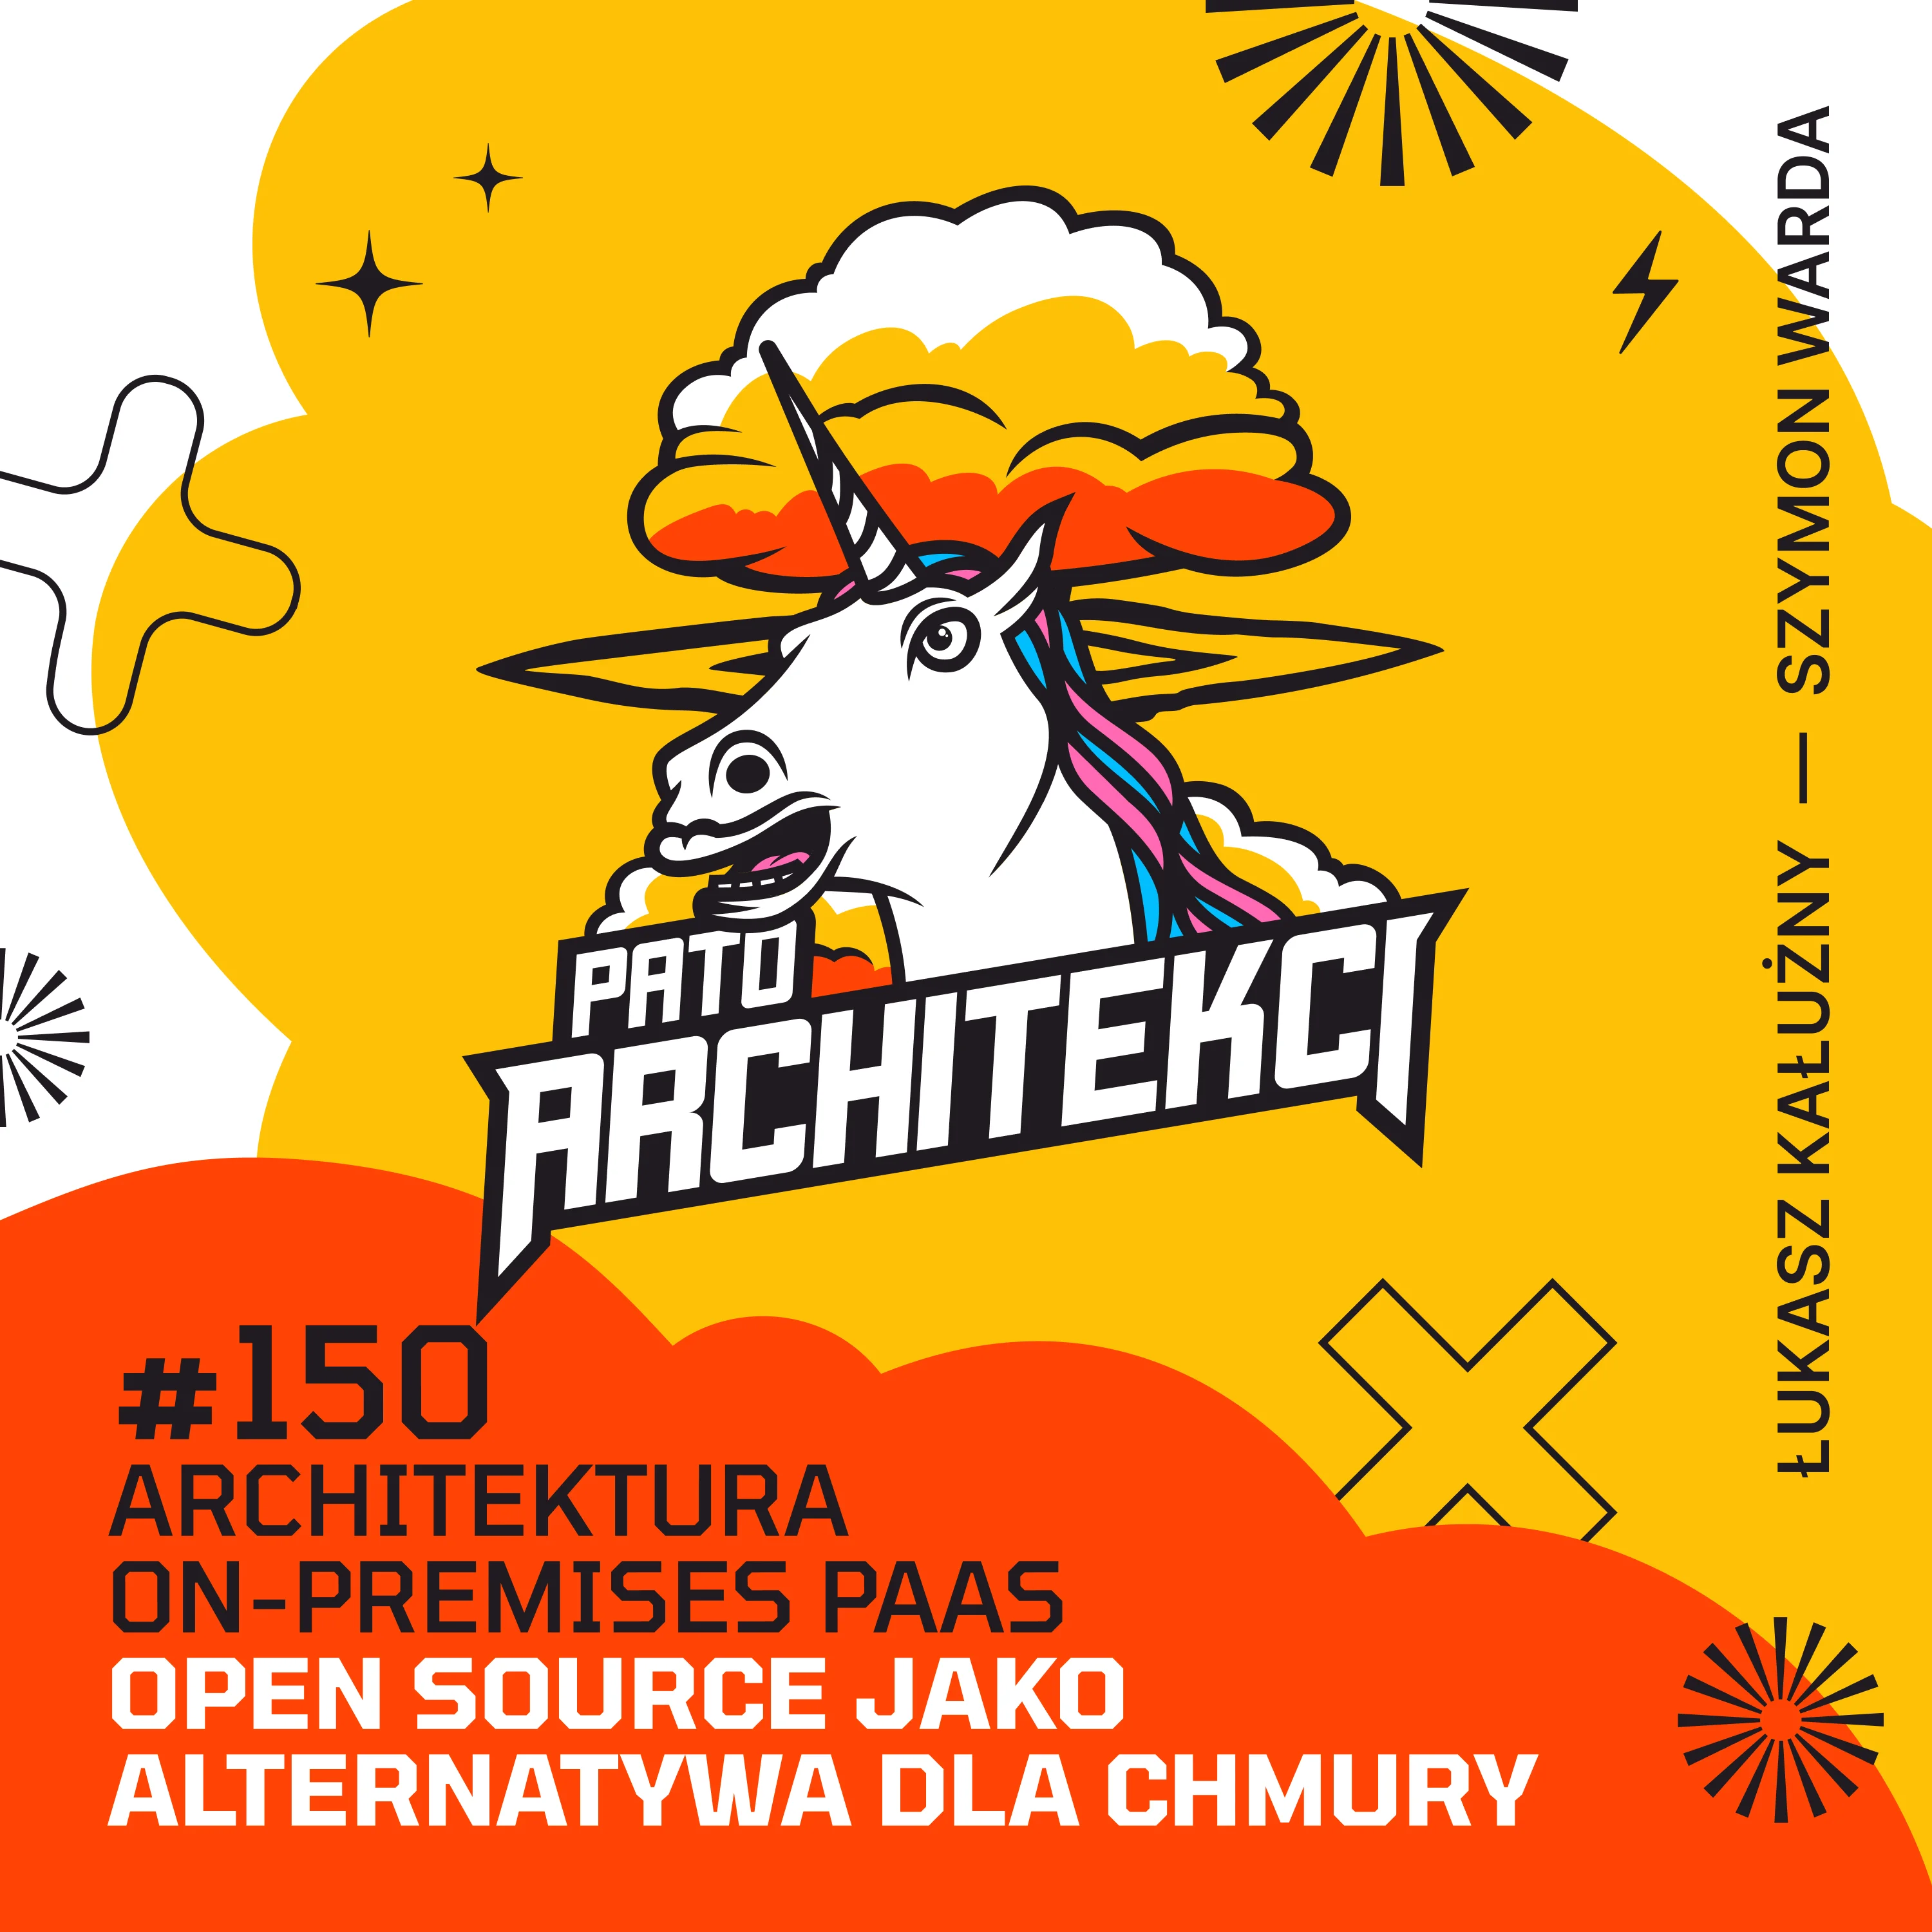 PATO
ARCHITEKCI
ŁUKASZ KAŁUŻNY — SZYMON WARDA
#150
ARCHITEKTURA
ON-PREMISES PAAS
OPEN SOURCE JAKO
ALTERNATYWA DLA CHMURY